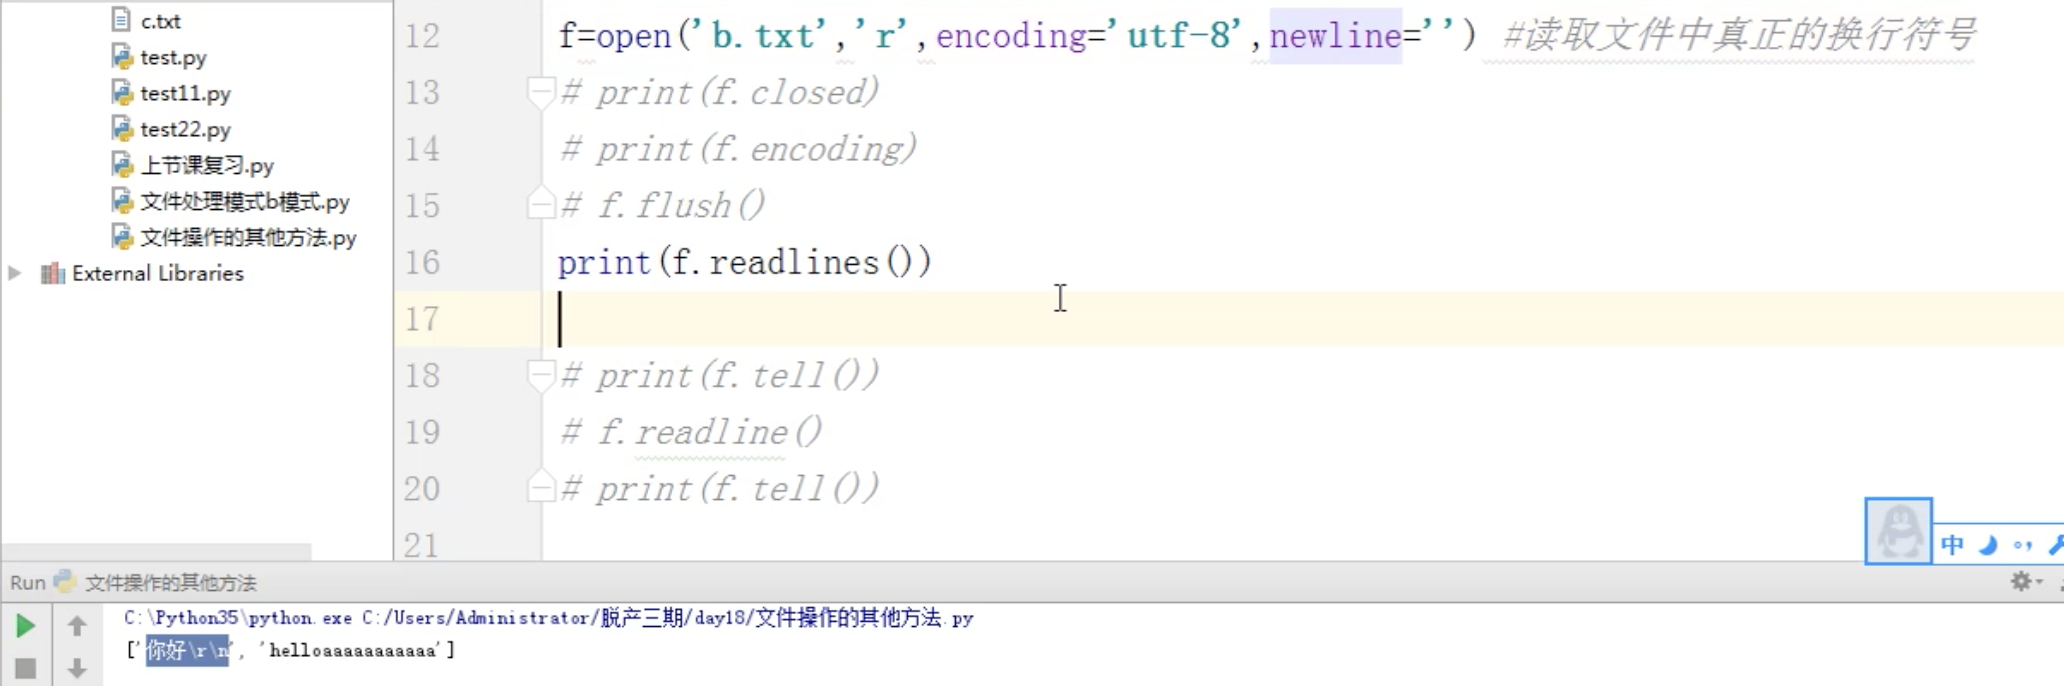 c.txt
test.py
test11.py
test22.py
上节课复习.py
文件处理模式b模式.py
文件操作的其他方法.py
External Libraries
12 f=open('b.txt','r',encoding='utf-8',newline='') #读取文件中真正的换行符号
13 # print(f.closed)
14 # print(f.encoding)
15 # f.flush()
16 print(f.readlines())
17
18 # print(f.tell())
19 # f.readline()
20 # print(f.tell())
21
中
Run 文件操作的其他方法
C:\Python35\python.exe C:/Users/Administrator/脱产三期/day18/文件操作的其他方法.py
['你好\r\n', 'helloaaaaaaaaaaaa']